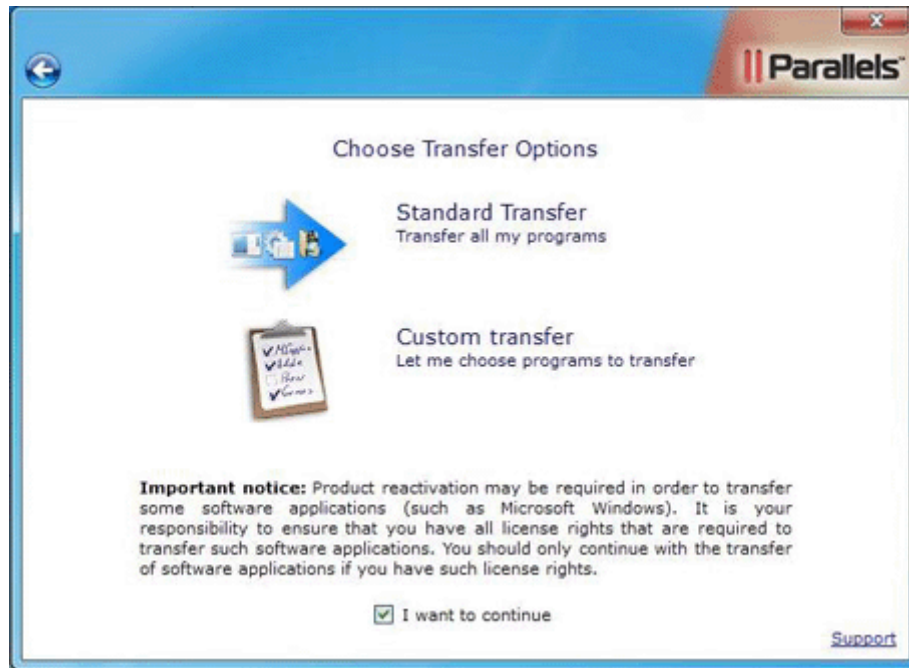 Parallels™
Choose Transfer Options
Standard Transfer
Transfer all my programs
Custom transfer
Let me choose programs to transfer
Important notice: Product reactivation may be required in order to transfer
some software applications (such as Microsoft Windows). It is your
responsibility to ensure that you have all license rights that are required to
transfer such software applications. You should only continue with the transfer
of software applications if you have such license rights.
I want to continue
Support